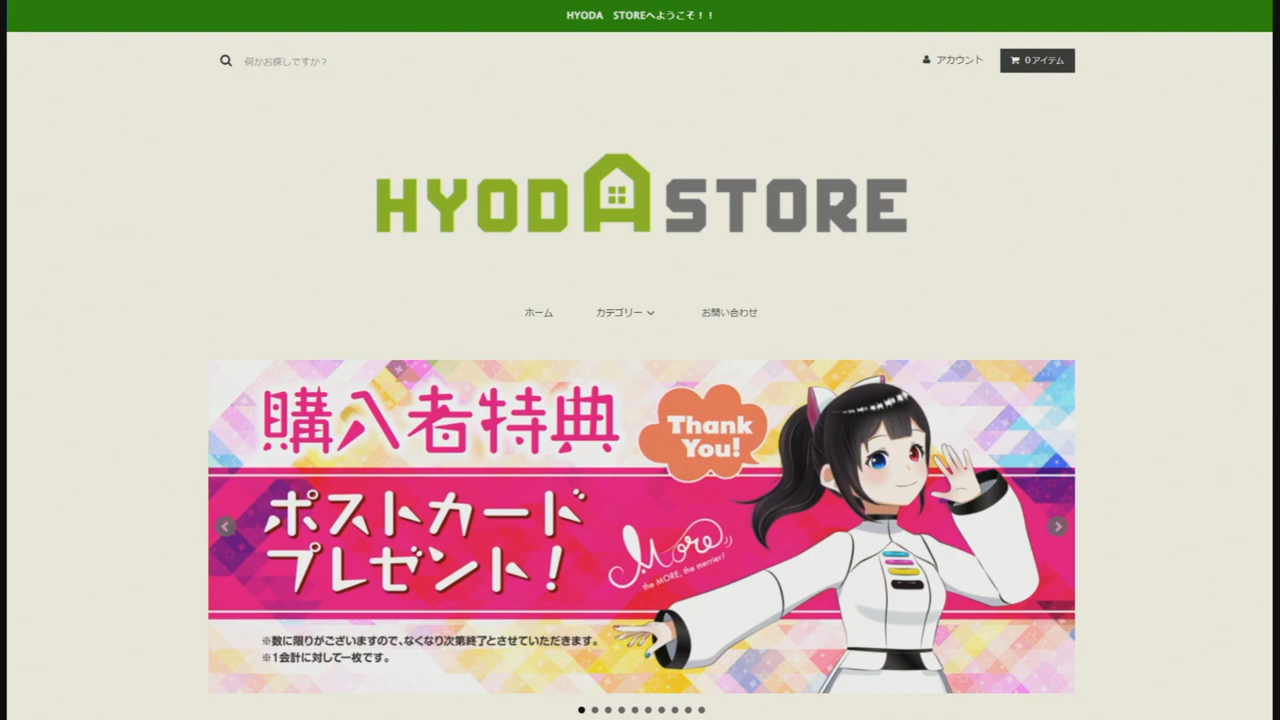 HYODA　STOREへようこそ！！
何かお探しですか？
アカウント
0アイテム
HYODA STORE
ホーム
カテゴリー
お問い合わせ
購入者特典
Thank
You!
ポストカード
プレゼント！
More
the MORE, the merrier!
※数に限りがございますので、なくなり次第終了とさせていただきます。
※1会計に対して一枚です。